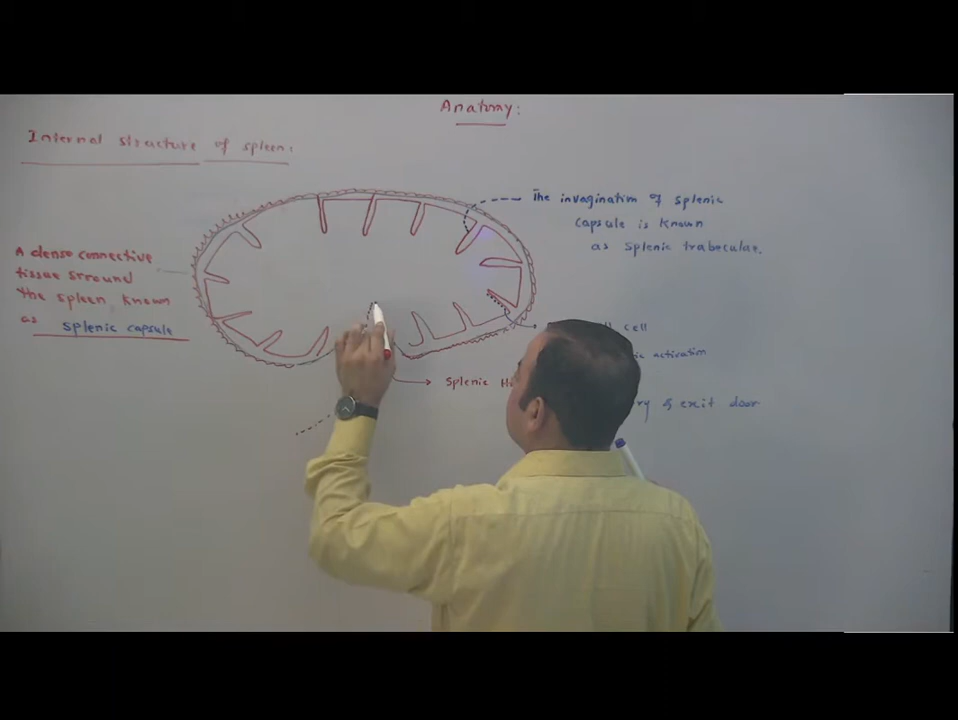 Anatomy:
Internal structure of spleen:
The invagination of splenic
capsule is known
as splenic trabeculae.
A dense connective
tissue srround
the spleen known
as splenic capsule
cell
activation
Splenic
& exit door